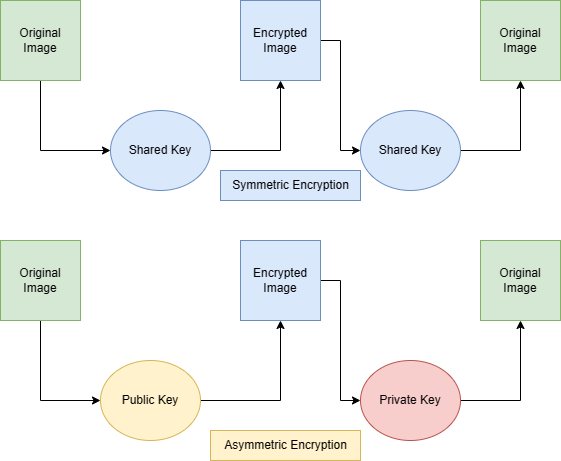 Original
Image
Encrypted
Image
Original
Image
Shared Key
Shared Key
Symmetric Encryption
Original
Image
Encrypted
Image
Original
Image
Public Key
Private Key
Asymmetric Encryption